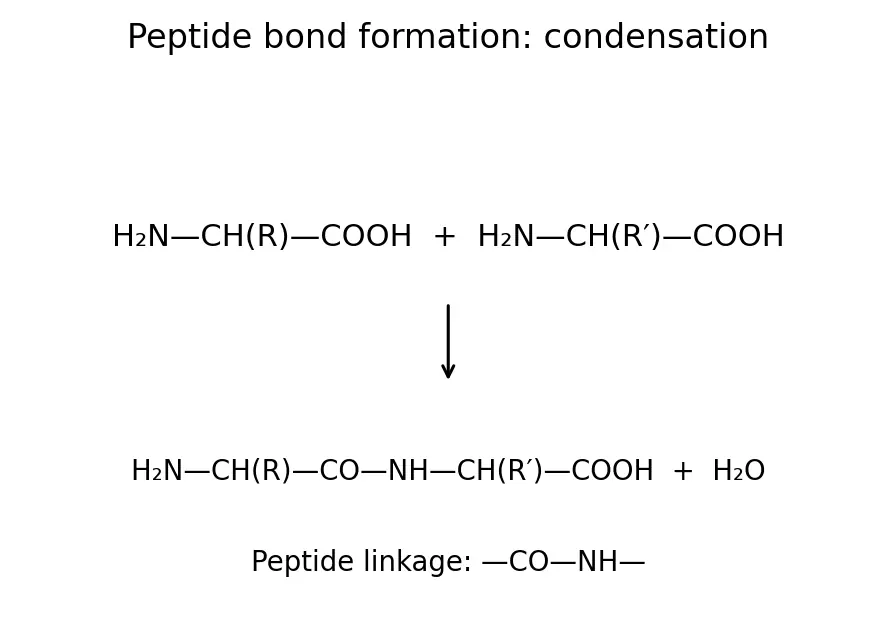 Peptide bond formation: condensation
H₂N—CH(R)—COOH + H₂N—CH(R′)—COOH
H₂N—CH(R)—CO—NH—CH(R′)—COOH + H₂O
Peptide linkage: —CO—NH—